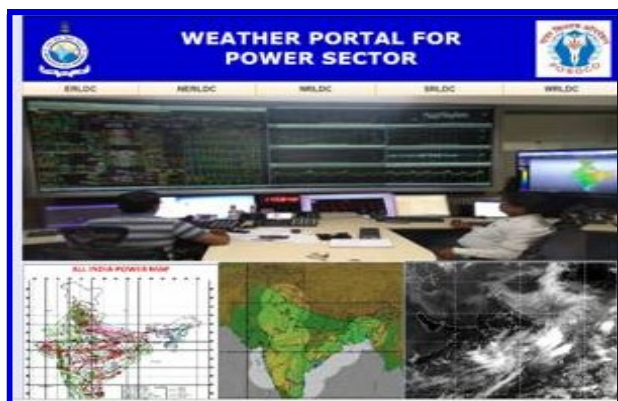 WEATHER PORTAL FOR
POWER SECTOR
POSOCO
ERLDC NERLDC NRLDC SRLDC WRLDC
ALL INDIA POWER MAP